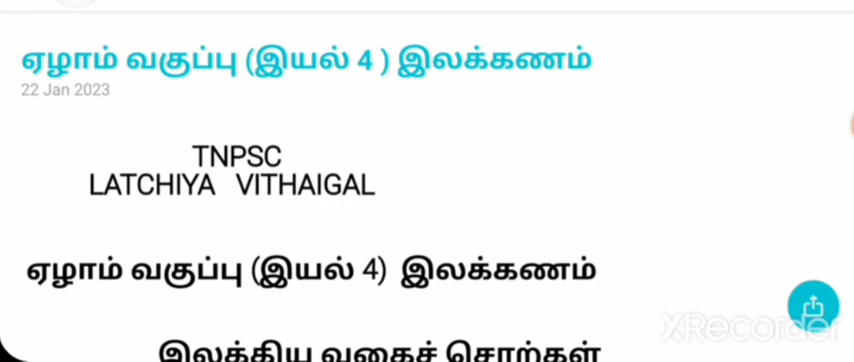 ஏழாம் வகுப்பு (இயல் 4 ) இலக்கணம்
22 Jan 2023
TNPSC
LATCHIYA VITHAIGAL
ஏழாம் வகுப்பு (இயல் 4) இலக்கணம்
XRecorder
இலக்கிய வகைச் சொற்கள்